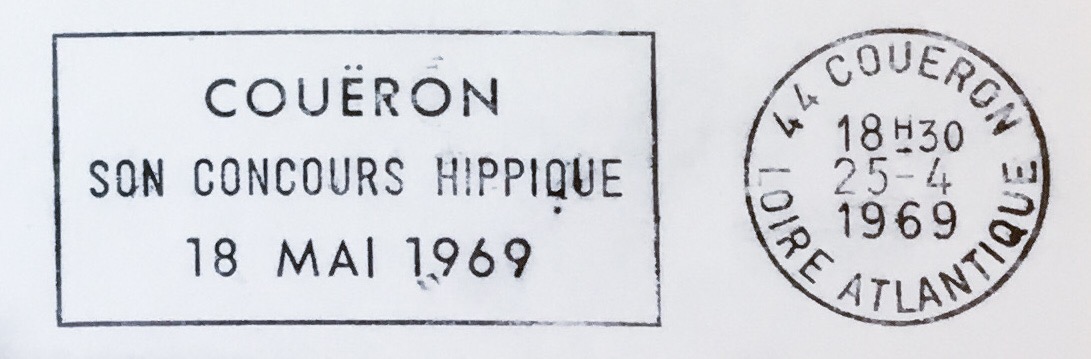 COUËRON
SON CONCOURS HIPPIQUE
18 MAI 1969
44 COUERON
18H30
25-4
1969
LOIRE ATLANTIQUE